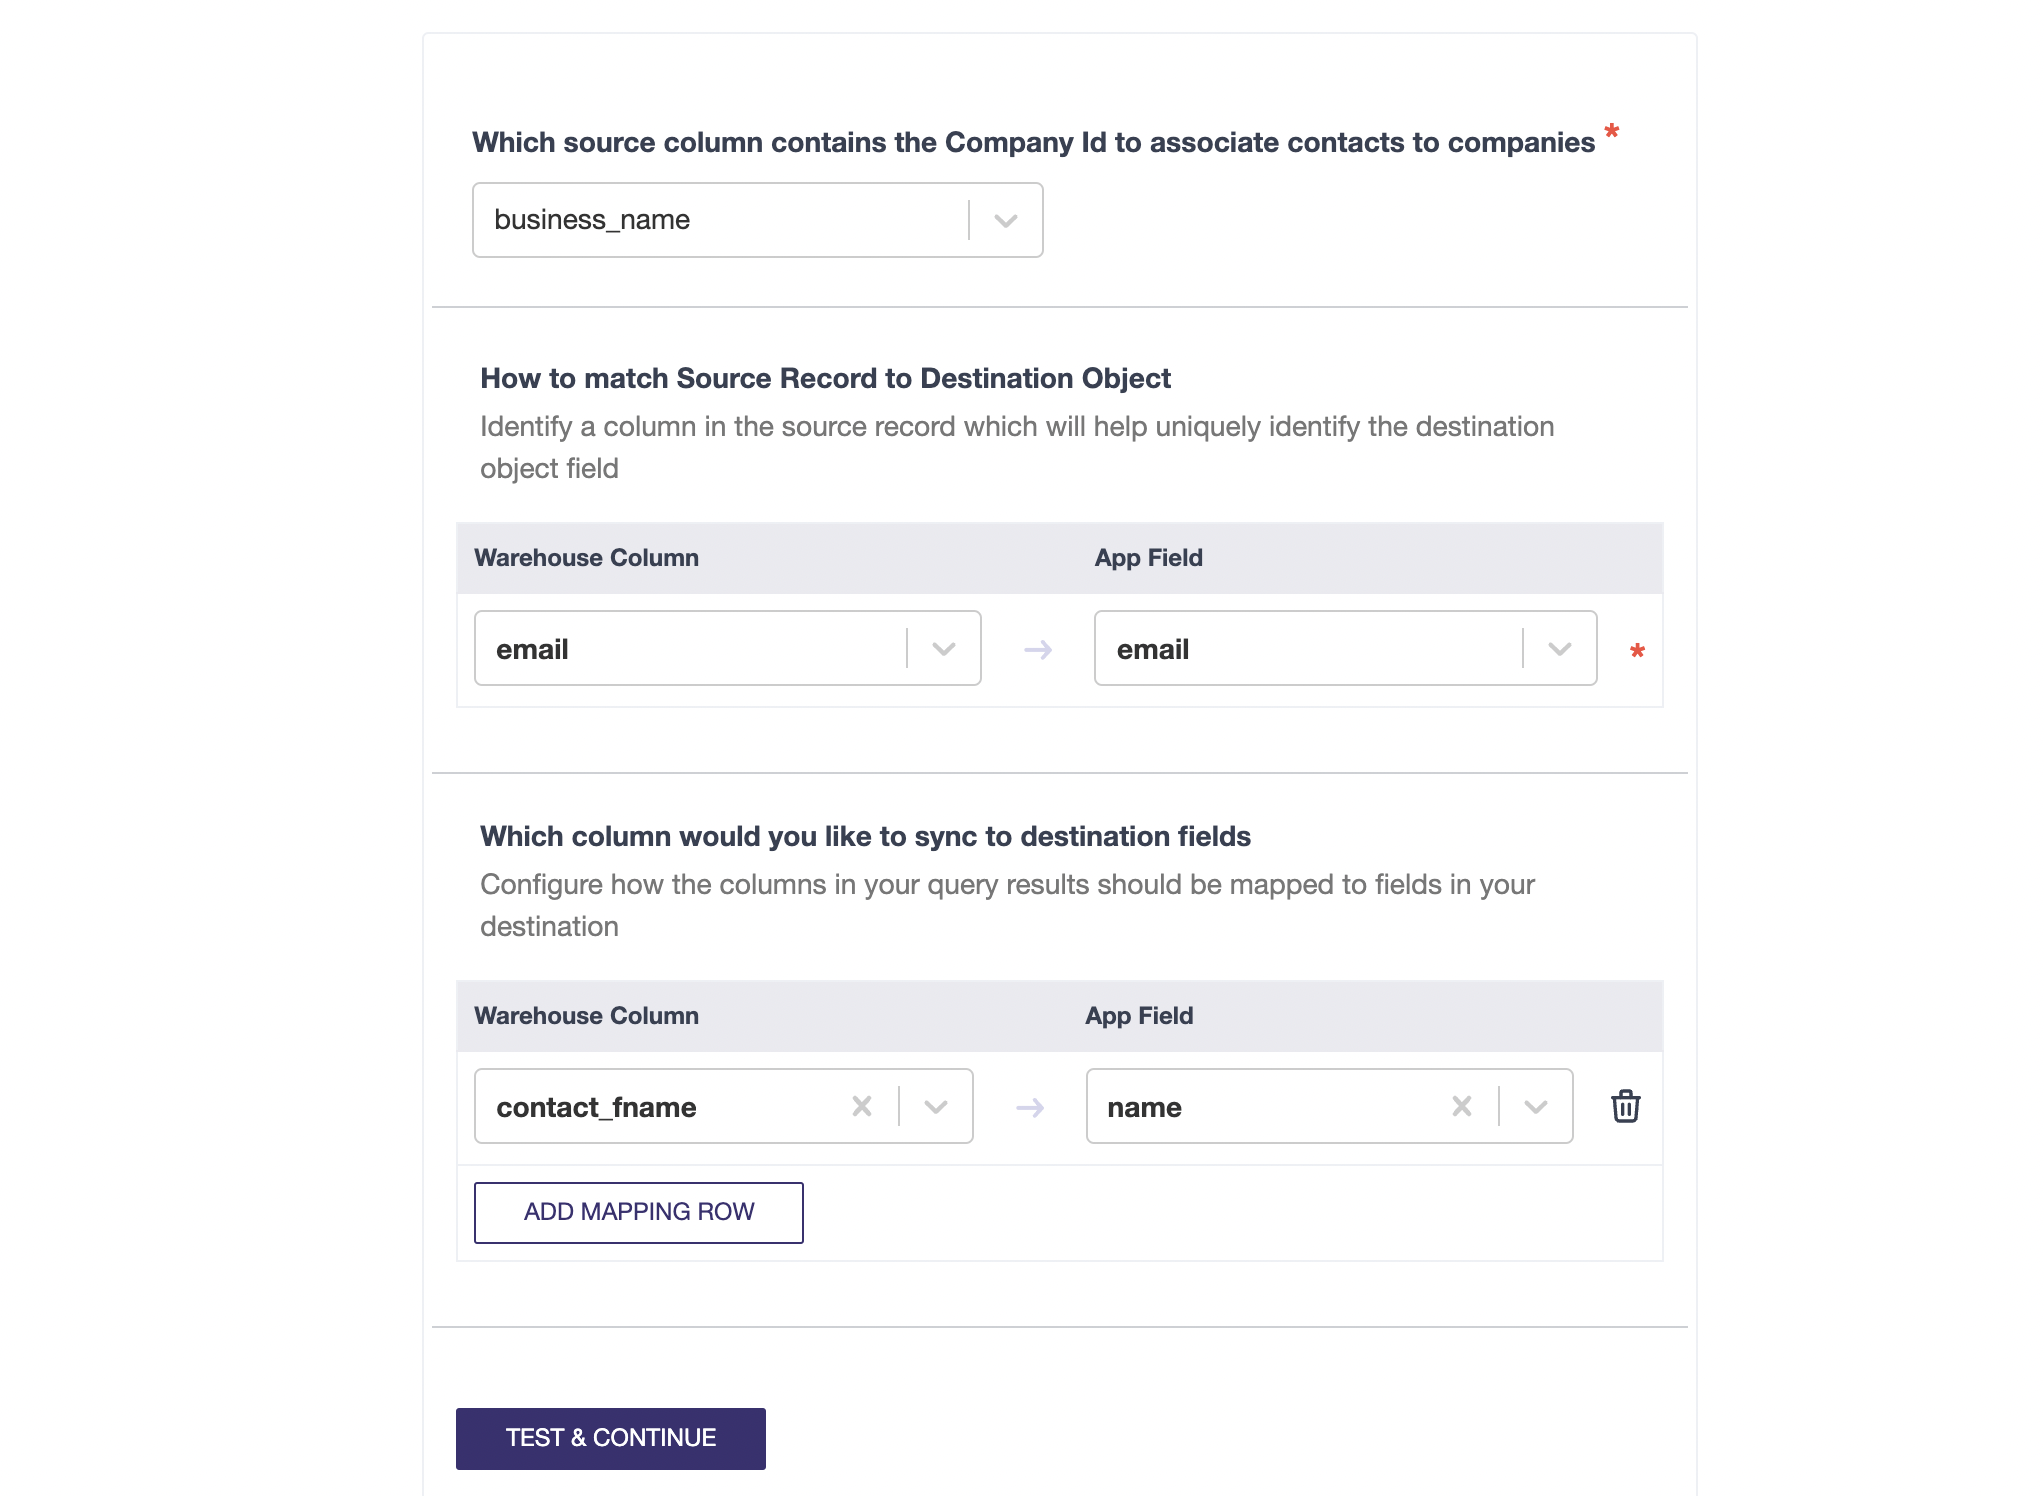 Which source column contains the Company Id to associate contacts to companies *
business_name
How to match Source Record to Destination Object
Identify a column in the source record which will help uniquely identify the destination
object field
Warehouse Column App Field
email → email *
Which column would you like to sync to destination fields
Configure how the columns in your query results should be mapped to fields in your
destination
Warehouse Column App Field
contact_fname → name
ADD MAPPING ROW
TEST & CONTINUE